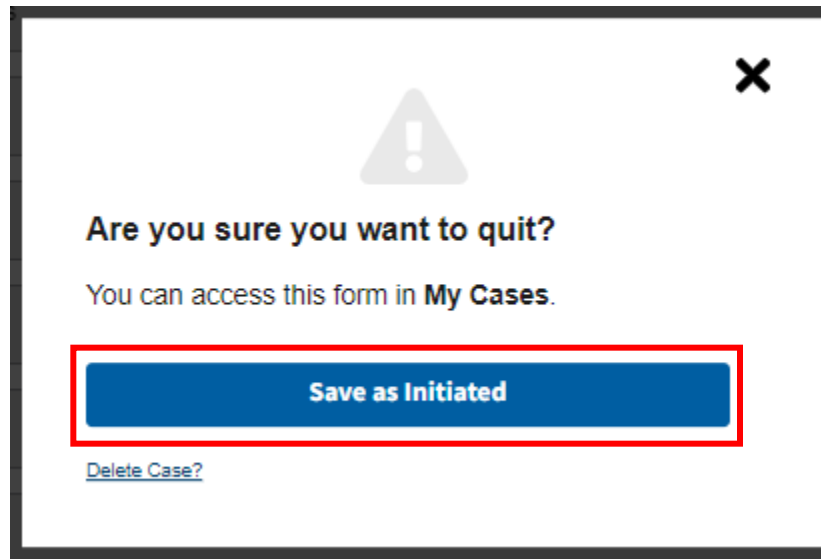 Are you sure you want to quit?
You can access this form in My Cases.
Save as Initiated
Delete Case?